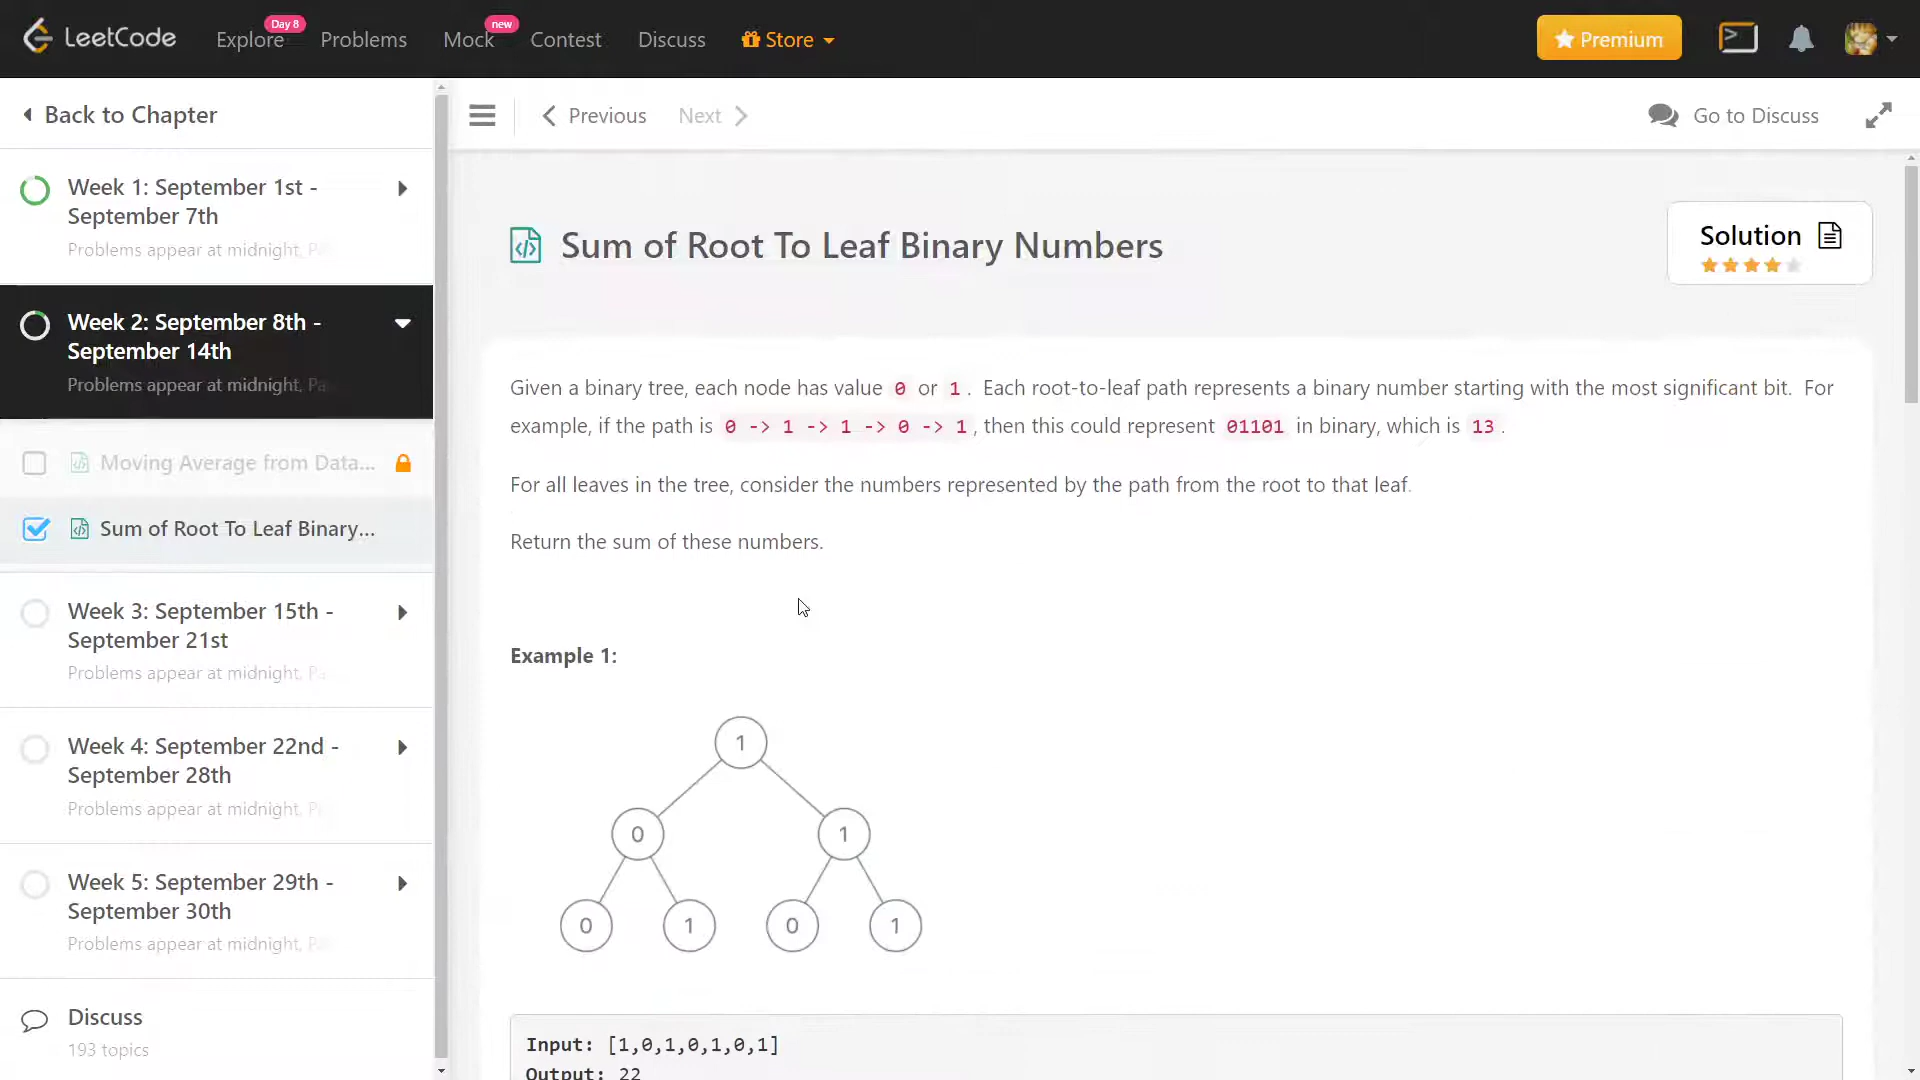 LeetCode
Explore
Day 8
Problems
Mock
new
Contest
Discuss
Store
Premium
Back to Chapter
Week 1: September 1st -
September 7th
Problems appear at midnight,
Week 2: September 8th -
September 14th
Problems appear at midnight,
Moving Average from Data...
Sum of Root To Leaf Binary...
Week 3: September 15th -
September 21st
Problems appear at midnight,
Week 4: September 22nd -
September 28th
Problems appear at midnight,
Week 5: September 29th -
September 30th
Problems appear at midnight,
Discuss
193 topics
Previous
Next
Go to Discuss
Sum of Root To Leaf Binary Numbers
Solution
Given a binary tree, each node has value 0 or 1. Each root-to-leaf path represents a binary number starting with the most significant bit. For
example, if the path is 0 -> 1 -> 1 -> 0 -> 1, then this could represent 01101 in binary, which is 13.
For all leaves in the tree, consider the numbers represented by the path from the root to that leaf.
Return the sum of these numbers.
Example 1:
1
0 1
0 1 0 1
Input: [1,0,1,0,1,0,1]
Output: 22